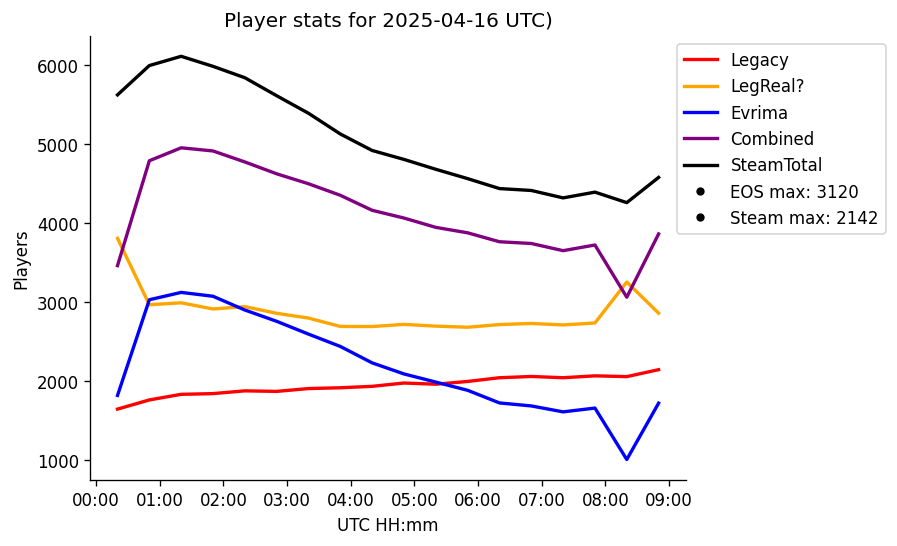 Player stats for 2025-04-16 UTC)
Players
6000
5000
4000
3000
2000
1000
00:00 01:00 02:00 03:00 04:00 05:00 06:00 07:00 08:00 09:00
UTC HH:mm
Legacy
LegReal?
Evrima
Combined
SteamTotal
EOS max: 3120
Steam max: 2142